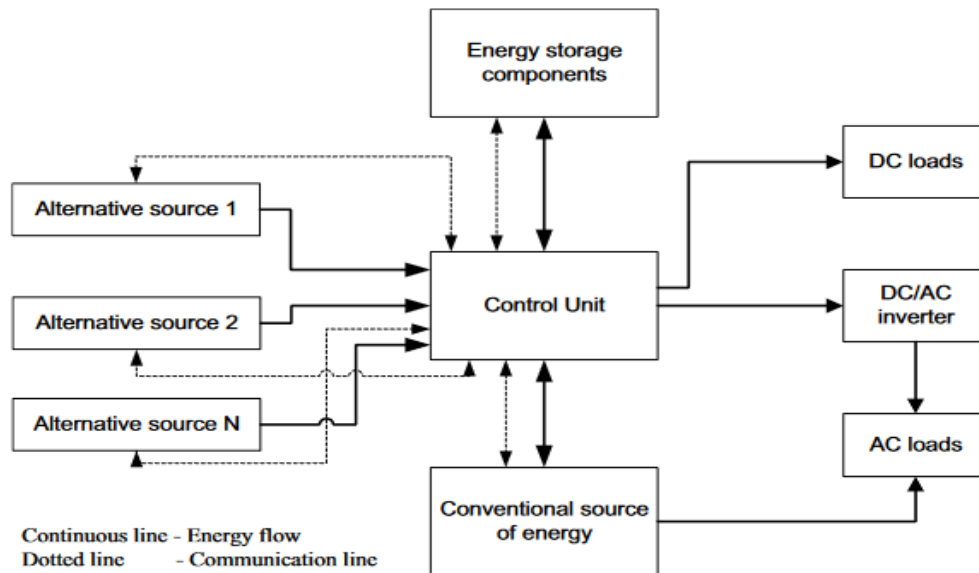 Energy storage
components
DC loads
Alternative source 1
Control Unit
DC/AC
inverter
Alternative source 2
Alternative source N
AC loads
Conventional source
of energy
Continuous line - Energy flow
Dotted line - Communication line